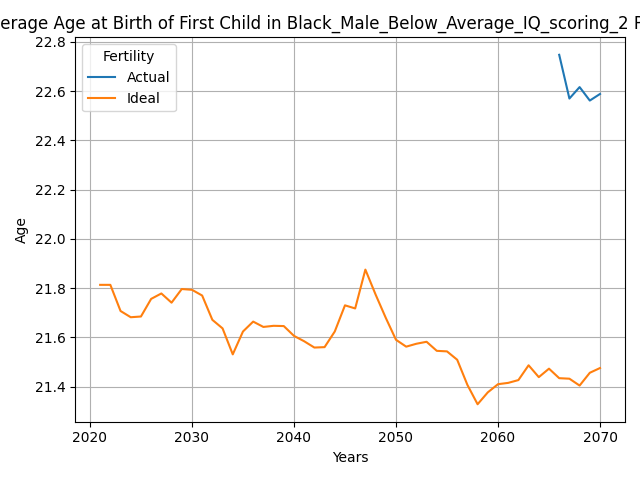 erage Age at Birth of First Child in Black_Male_Below_Average_IQ_scoring_2
22.8
22.6
22.4
22.2
22.0
21.8
21.6
21.4
Age
Fertility
Actual
Ideal
2020 2030 2040 2050 2060 2070
Years